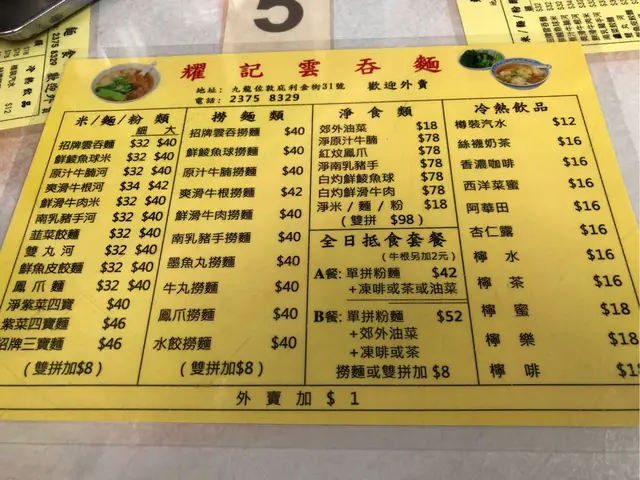 5
耀記雲吞麵
地址: 九龍佐敦庇利金街31號 歡迎外賣
電話: 2375 8329
米/麵/粉 類
細 大
招牌雲吞麵 $32 $40
鮮鯪魚球米 $32 $40
原汁牛腩河 $32 $40
爽滑牛根河 $34 $42
鮮滑牛肉米 $32 $40
南乳豬手河 $32 $40
韮菜餃麵 $32 $40
雙丸河 $32 $40
鮮魚皮餃麵 $32 $40
鳳爪麵 $32 $40
淨紫菜四寶 $40
紫菜四寶麵 $46
招牌三寶麵 $46
(雙拼加$8)
撈麵類
招牌雲吞撈麵 $40
鮮鯪魚球撈麵 $40
原汁牛腩撈麵 $40
爽滑牛根撈麵 $42
鮮滑牛肉撈麵 $40
南乳豬手撈麵 $40
墨魚丸撈麵 $40
牛丸撈麵 $40
鳳爪撈麵 $40
水餃撈麵 $40
(雙拼加$8)
淨食類
郊外油菜 $18
淨原汁牛腩 $78
紅炆鳳爪 $78
淨南乳豬手 $78
白灼鮮鯪魚球 $78
白灼鮮滑牛肉 $78
淨米/麵/粉 $18
(雙拼 $98)
全日抵食套餐
(牛根另加2元)
A餐: 單拼粉麵 $42
+凍啡或茶或油菜
B餐: 單拼粉麵 $52
+郊外油菜
+凍啡或茶
撈麵或雙拼加 $8
冷熱飲品
樽裝汽水 $12
絲襪奶茶 $16
香濃咖啡 $16
西洋菜蜜 $16
阿華田 $16
杏仁露 $16
檸水 $16
檸茶 $16
檸蜜 $18
檸樂 $18
檸啡
外賣加$1